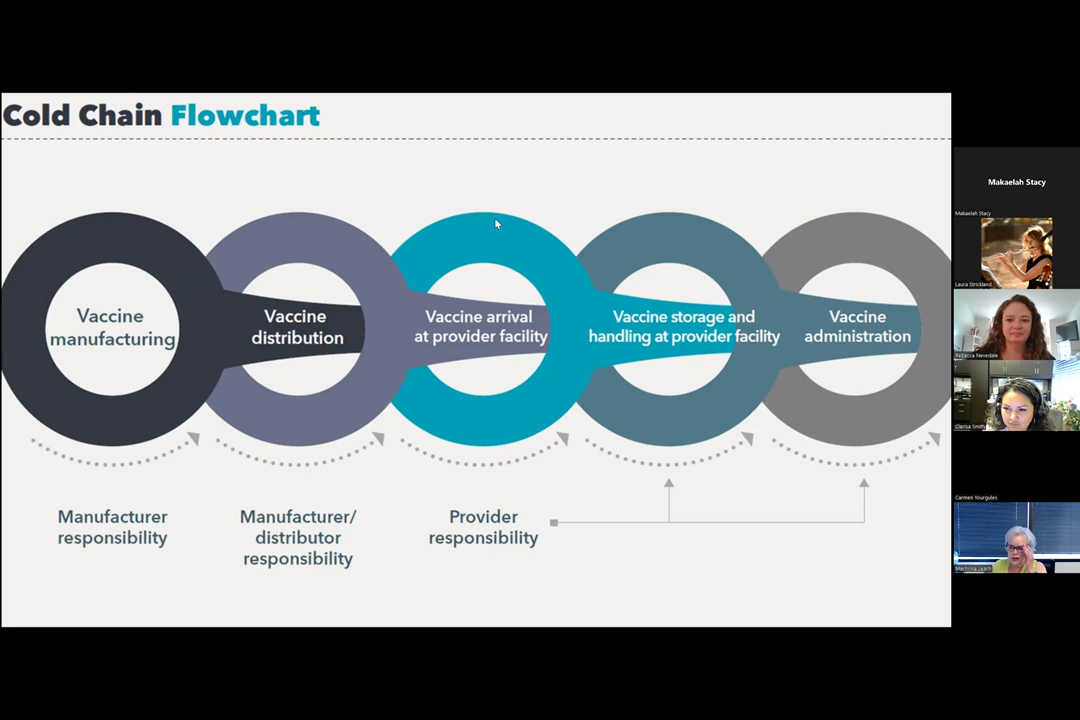 Cold Chain Flowchart
Vaccine
manufacturing
Vaccine
distribution
Vaccine arrival
at provider facility
Vaccine storage and
handling at provider facility
Vaccine
administration
Manufacturer
responsibility
Manufacturer/
distributor
responsibility
Provider
responsibility
Makaelah Stacy
Makaelah Stacy
Laura Strickland
Rebecca Nevedale
Clarisa Smith
Carmen Yourgules
Machrina Leach